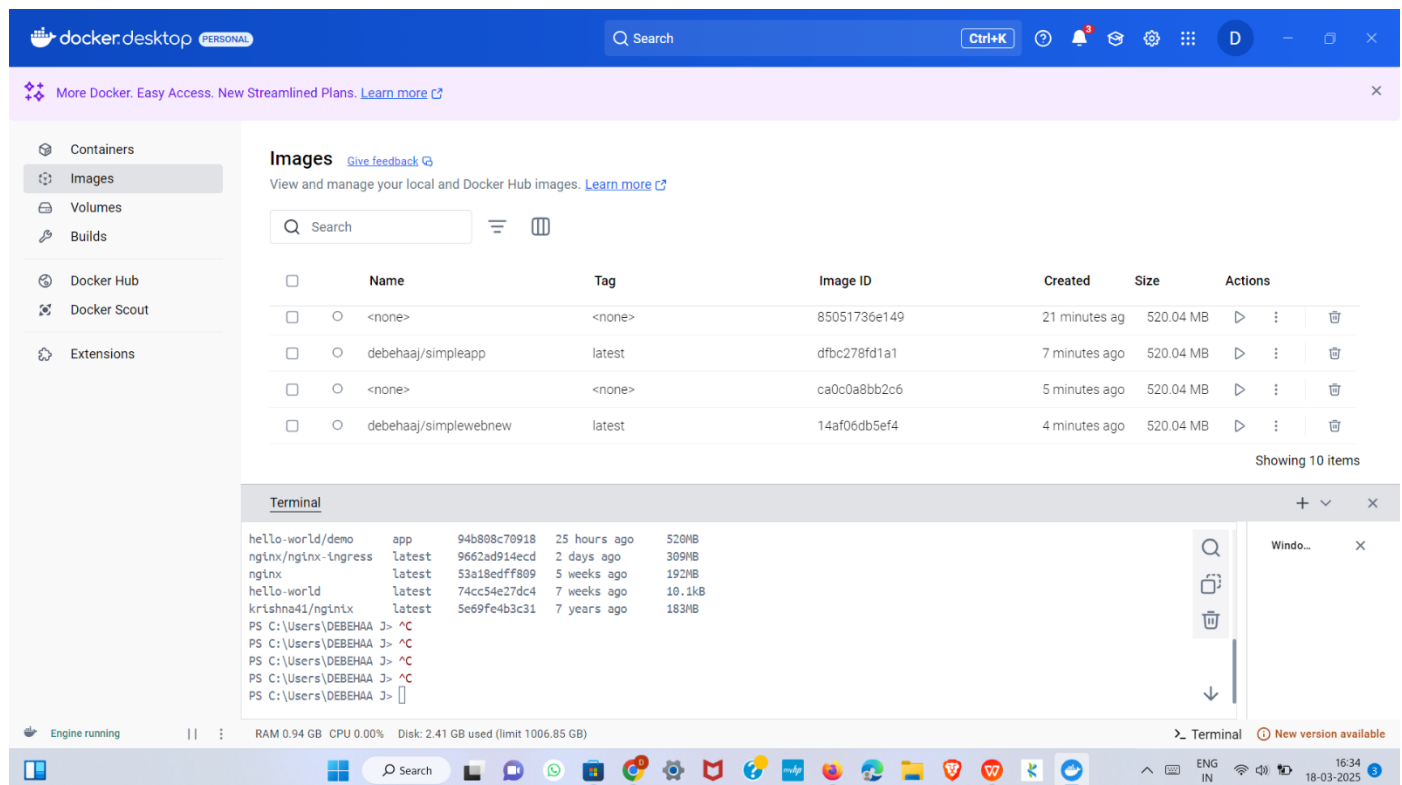 docker.desktop PERSONAL
Search
Ctrl+K
3
D
More Docker. Easy Access. New Streamlined Plans. Learn more
Containers
Images
Volumes
Builds
Docker Hub
Docker Scout
Extensions
Images Give feedback
View and manage your local and Docker Hub images. Learn more
Search
Name Tag Image ID Created Size Actions
<none> <none> 85051736e149 21 minutes ag 520.04 MB
debehaaj/simpleapp latest dfbc278fd1a1 7 minutes ago 520.04 MB
<none> <none> ca0c0a8bb2c6 5 minutes ago 520.04 MB
debehaaj/simplewebnew latest 14af06db5ef4 4 minutes ago 520.04 MB
Showing 10 items
Terminal
hello-world/demo app 94b808c70918 25 hours ago 520MB
nginx/nginx-ingress latest 9662ad914ecd 2 days ago 309MB
nginx latest 53a18edff809 5 weeks ago 192MB
hello-world latest 74cc54e27dc4 7 weeks ago 10.1kB
krishna41/nginix latest 5e69fe4b3c31 7 years ago 183MB
PS C:\Users\DEBEHAA J> ^C
PS C:\Users\DEBEHAA J> ^C
PS C:\Users\DEBEHAA J> ^C
PS C:\Users\DEBEHAA J> ^C
PS C:\Users\DEBEHAA J>
Windo...
Engine running
RAM 0.94 GB CPU 0.00% Disk: 2.41 GB used (limit 1006.85 GB)
>_ Terminal
New version available
Search
myhp
ENG
IN
16:34
18-03-2025
3